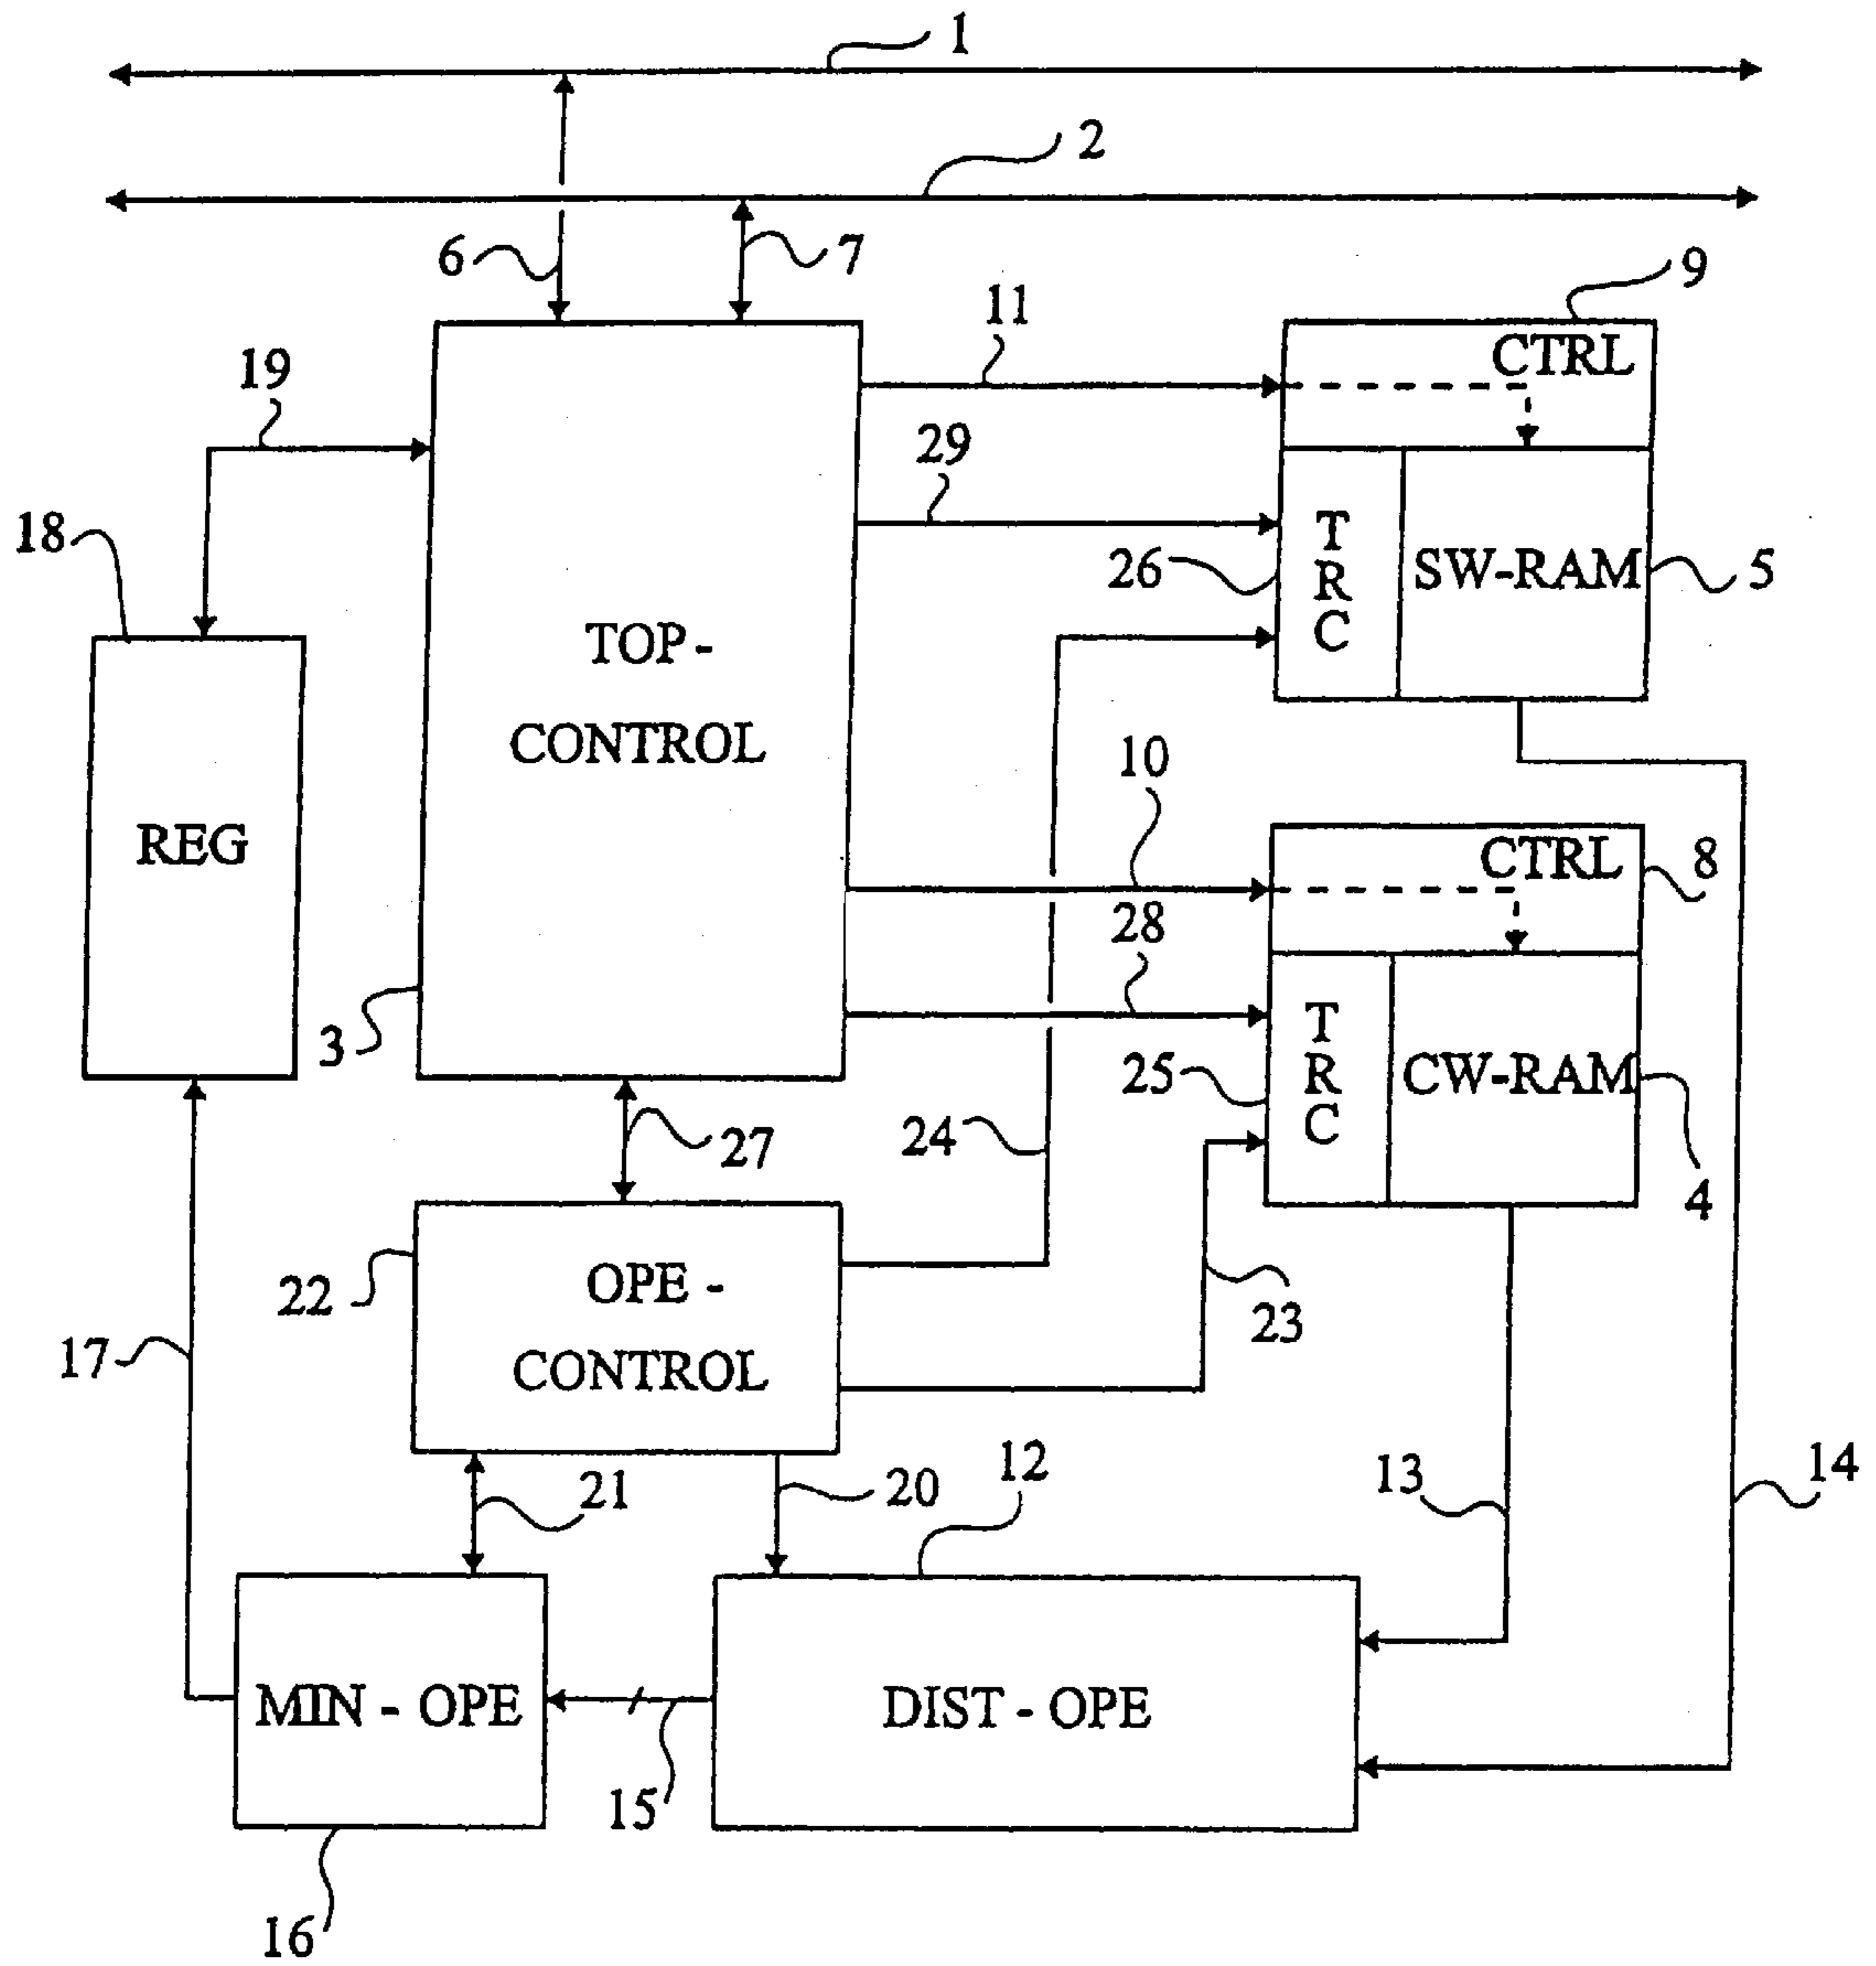 1
2
6
7
9
11
CTRL
19
29
18
T
R
C
26
SW-RAM
5
TOP-
CONTROL
10
REG
CTRL
8
28
3
T
R
C
25
CW-RAM
24
27
4
22
OPE -
CONTROL
23
17
21
20
12
13
14
MIN - OPE
DIST - OPE
15
16